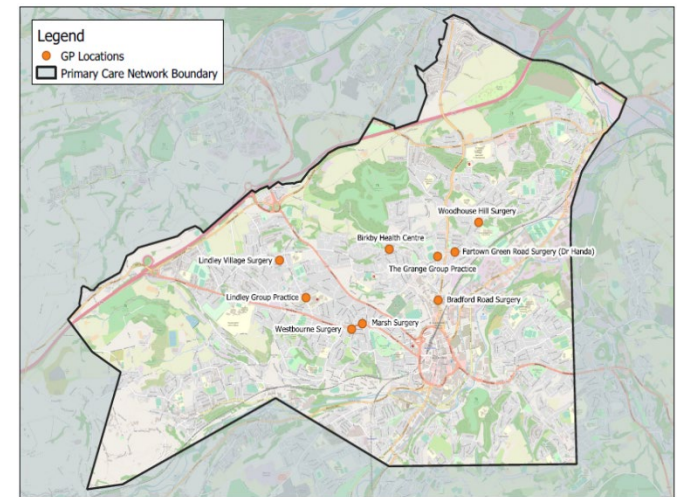 Legend
GP Locations
Primary Care Network Boundary
Woodhouse Hill Surgery
Birkby Health Centre
Fartown Green Road Surgery (Dr Handa)
Lindley Village Surgery
The Grange Group Practice
Lindley Group Practice
Bradford Road Surgery
Marsh Surgery
Westbourne Surgery